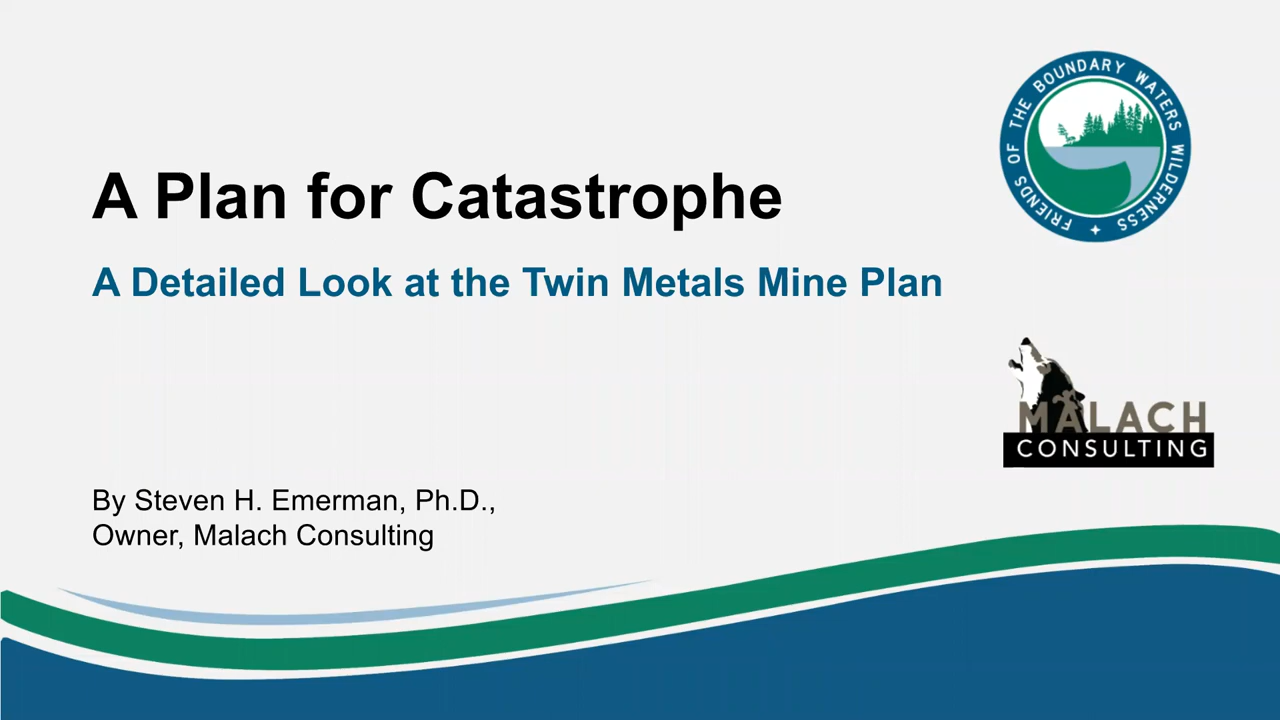 FRIENDS OF THE BOUNDARY WATERS WILDERNESS
A Plan for Catastrophe
A Detailed Look at the Twin Metals Mine Plan
MALACH
CONSULTING
By Steven H. Emerman, Ph.D.,
Owner, Malach Consulting